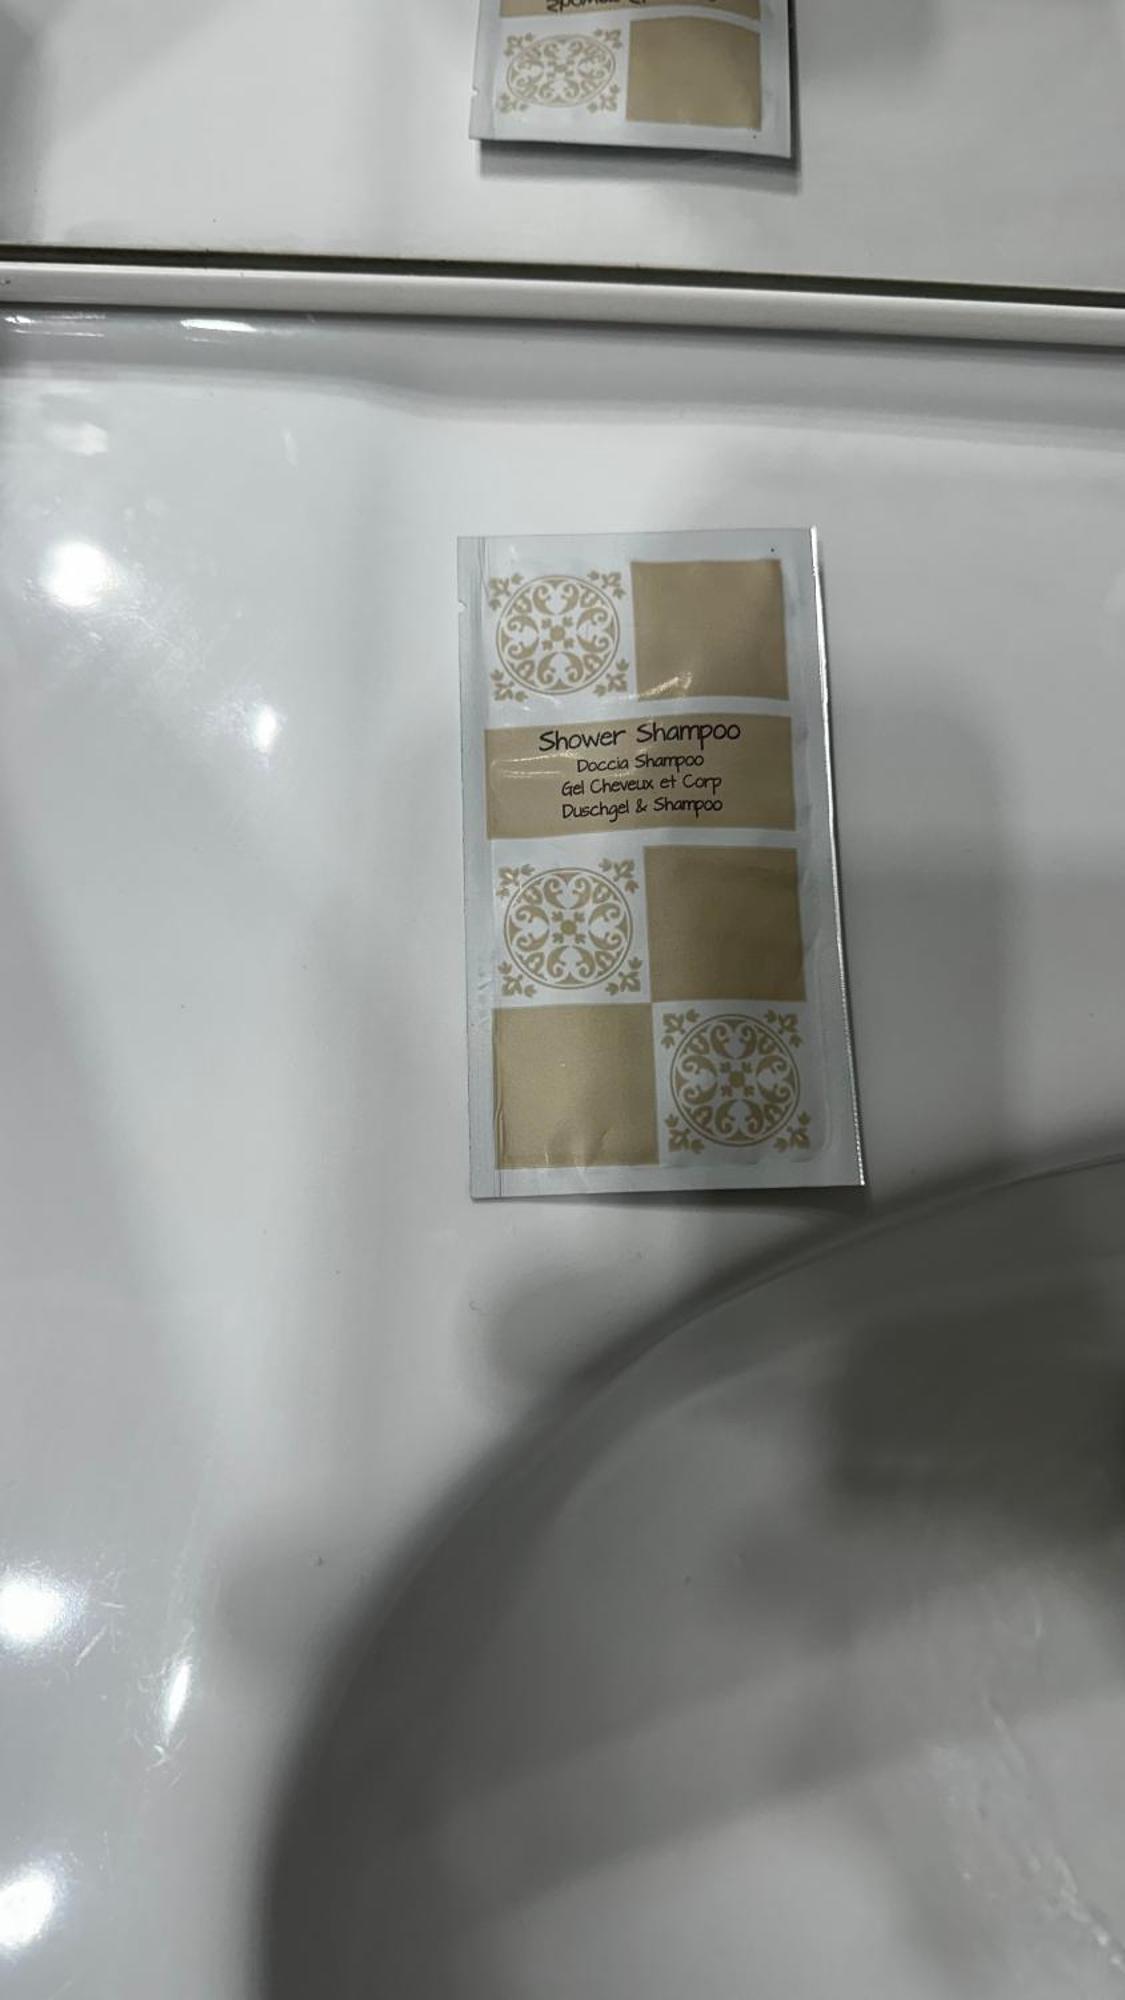 Shower Shampoo
Doccia Shampoo
Gel Cheveux et Corp
Duschgel & Shampoo